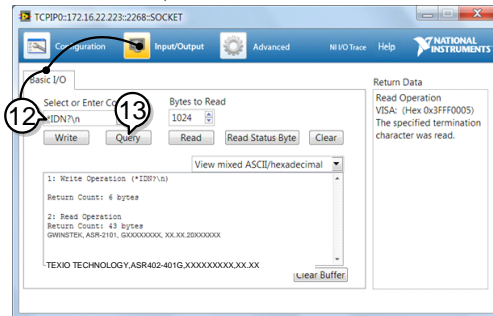 TCPIP0::172.16.22.223::2268::SOCKET
Configuration Input/Output Advanced NI I/O Trace Help NATIONAL INSTRUMENTS
Basic I/O
Return Data
Select or Enter Co
Bytes to Read
12 *IDN?\n 13 1024
Write Query Read Read Status Byte Clear
View mixed ASCII/hexadecimal
1: Write Operation (*IDN?\n)
Return Count: 6 bytes
2: Read Operation
Return Count: 43 bytes
GWINSTEK, ASR-2101, GXXXXXXXX, XX.XX.20XXXXXX
TEXIO TECHNOLOGY,ASR402-401G,XXXXXXXXX,XX.XX
Clear Buffer
Read Operation
VISA: (Hex 0x3FFF0005)
The specified termination
character was read.